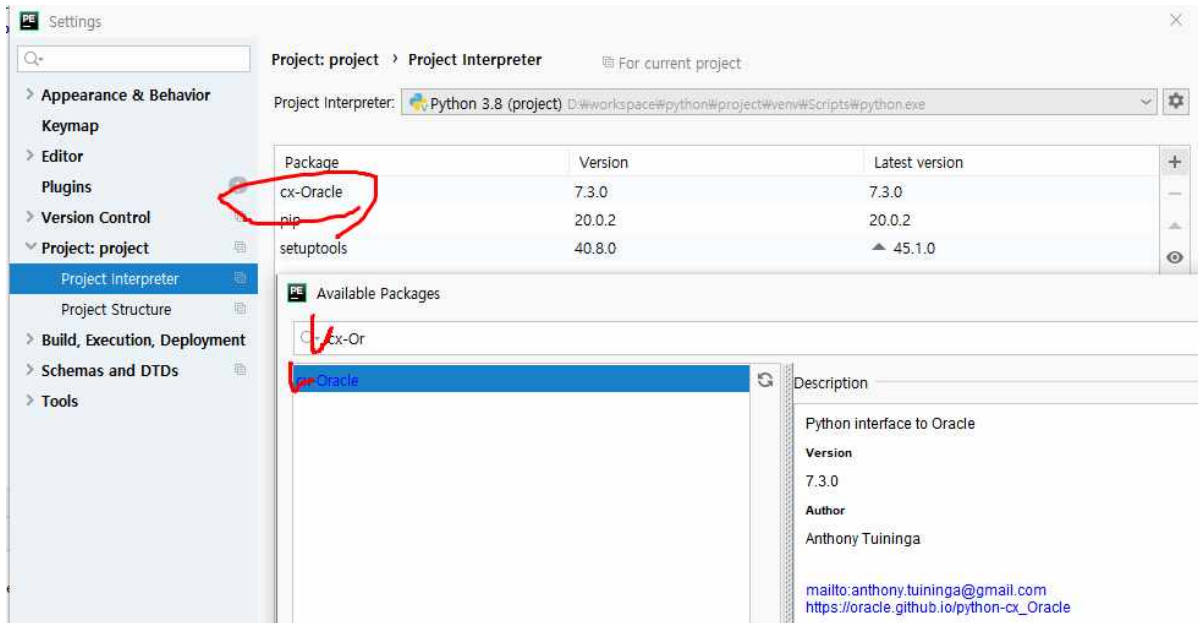 PE Settings
Project: project › Project Interpreter For current project
Project Interpreter: Python 3.8 (project) D:₩workspace₩python₩project₩venv₩Scripts₩python.exe
Appearance & Behavior
Keymap
Editor
Plugins
Version Control
Project: project
Project Interpreter
Project Structure
Build, Execution, Deployment
Schemas and DTDs
Tools
Package Version Latest version
cx-Oracle 7.3.0 7.3.0
pip 20.0.2 20.0.2
setuptools 40.8.0 45.1.0
PE Available Packages
cx-Or
cx-Oracle
Description
Python interface to Oracle
Version
7.3.0
Author
Anthony Tuininga
mailto:anthony.tuininga@gmail.com
https://oracle.github.io/python-cx_Oracle